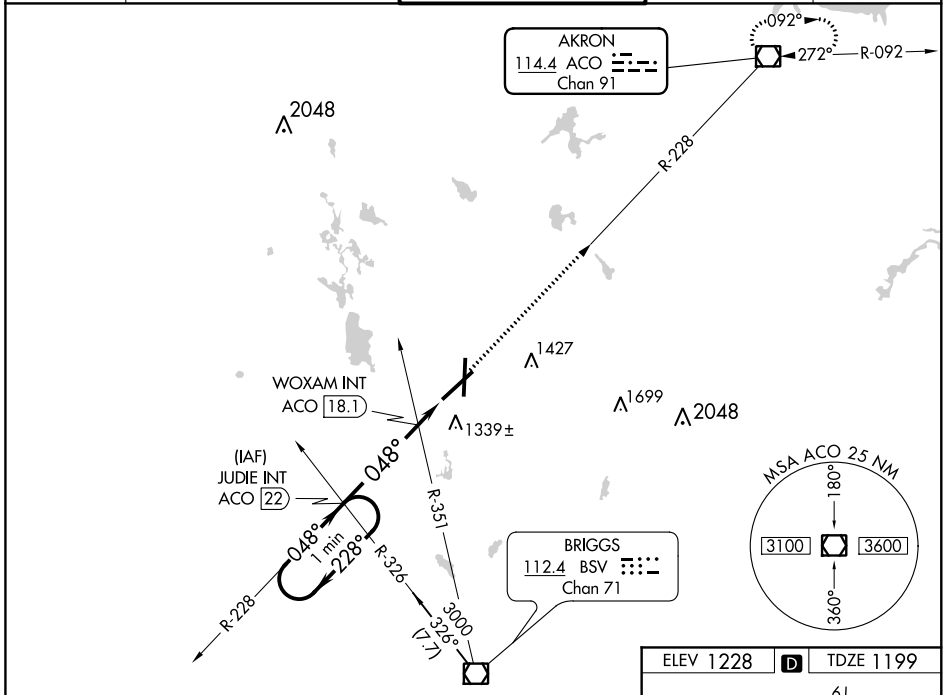 092°
AKRON
114.4 ACO
Chan 91
272°
R-092
2048
R-228
1427
WOXAM INT
ACO 18.1
1699
2048
1339±
048°
(IAF)
JUDIE INT
ACO 22
MSA ACO 25 NM
180°
R-351
048°
1 min
228°
3100
3600
BRIGGS
112.4 BSV
Chan 71
R-326
360°
R-228
3000
326°
(7.7)
ELEV 1228 D TDZE 1199